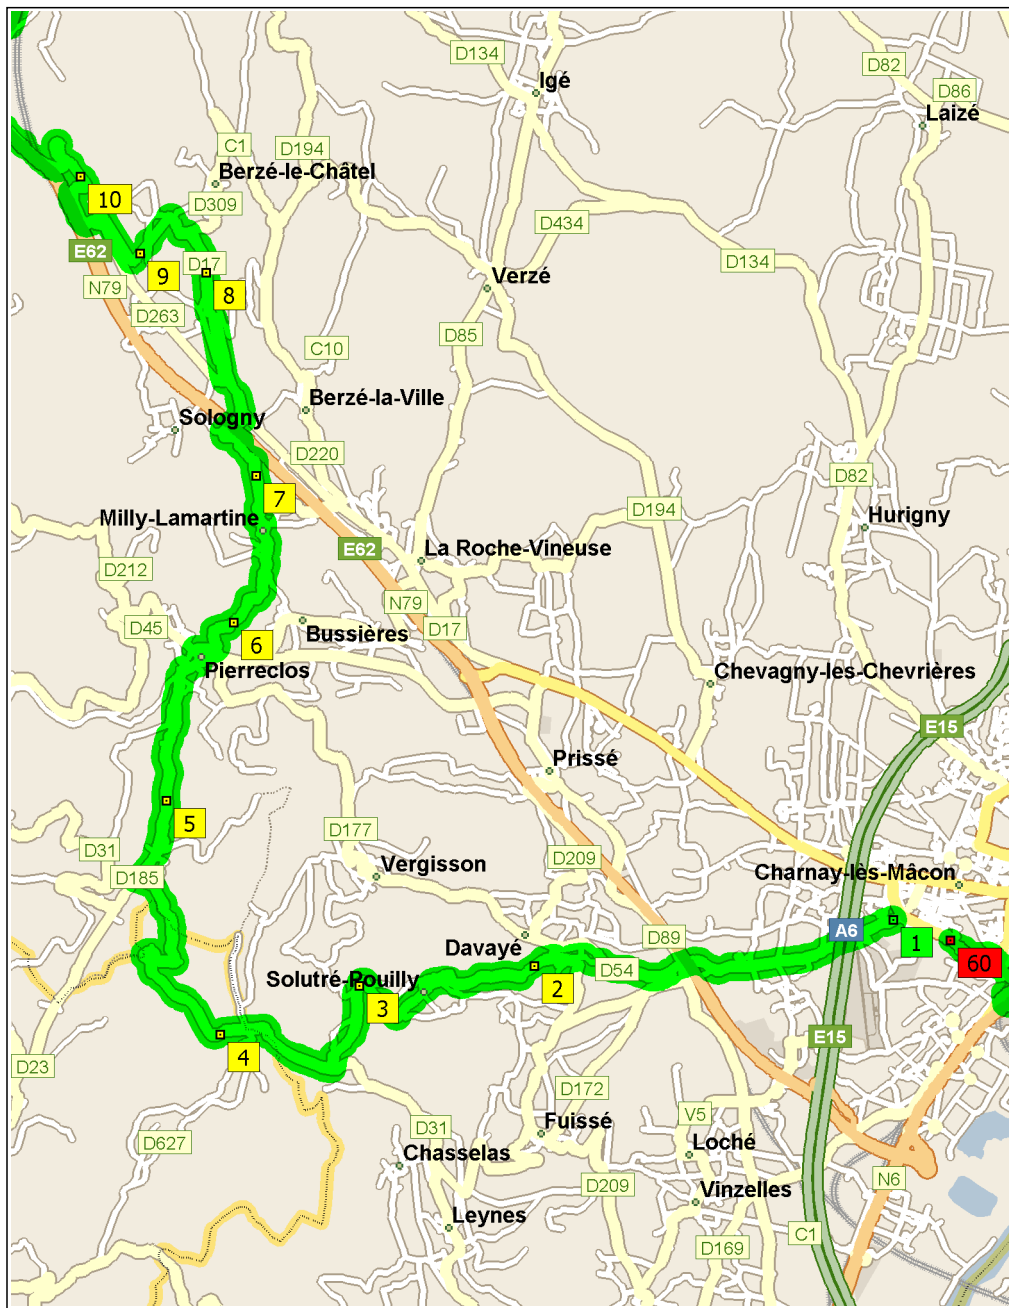 D134
Igé
D82
D86
Laizé
C1
D194
Berzé-le-Châtel
10
D309
D434
E62
D17
D134
9
Verzé
N79
8
D263
D85
C10
Berzé-la-Ville
Sologny
D220
D82
7
D194
Milly-Lamartine
Hurigny
E62
La Roche-Vineuse
D212
N79
D45
D17
6
Bussières
Pierreclos
Chevagny-les-Chevrières
E15
Prissé
5
D177
D31
D209
Vergisson
Charnay-lès-Mâcon
D185
A6
D89
1
Davayé
60
D54
Solutré-Pouilly
2
3
E15
4
D23
D172
V5
Fuissé
D31
D627
Loché
Chasselas
N6
D209
Vinzelles
Leynes
C1
D169